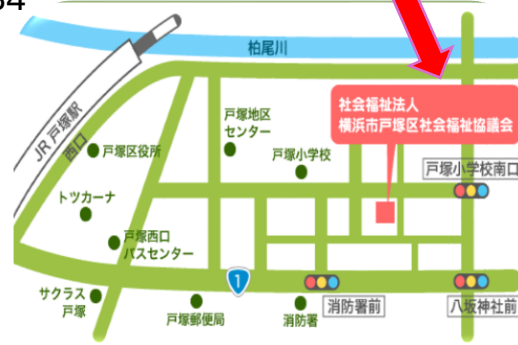 柏尾川
JR 戸塚駅
西口
戸塚区役所
戸塚地区
センター
戸塚小学校
社会福祉法人
横浜市戸塚区社会福祉協議会
戸塚小学校南口
トツカーナ
戸塚西口
バスセンター
サクラス
戸塚
戸塚郵便局
1
消防署
消防署前
八坂神社前